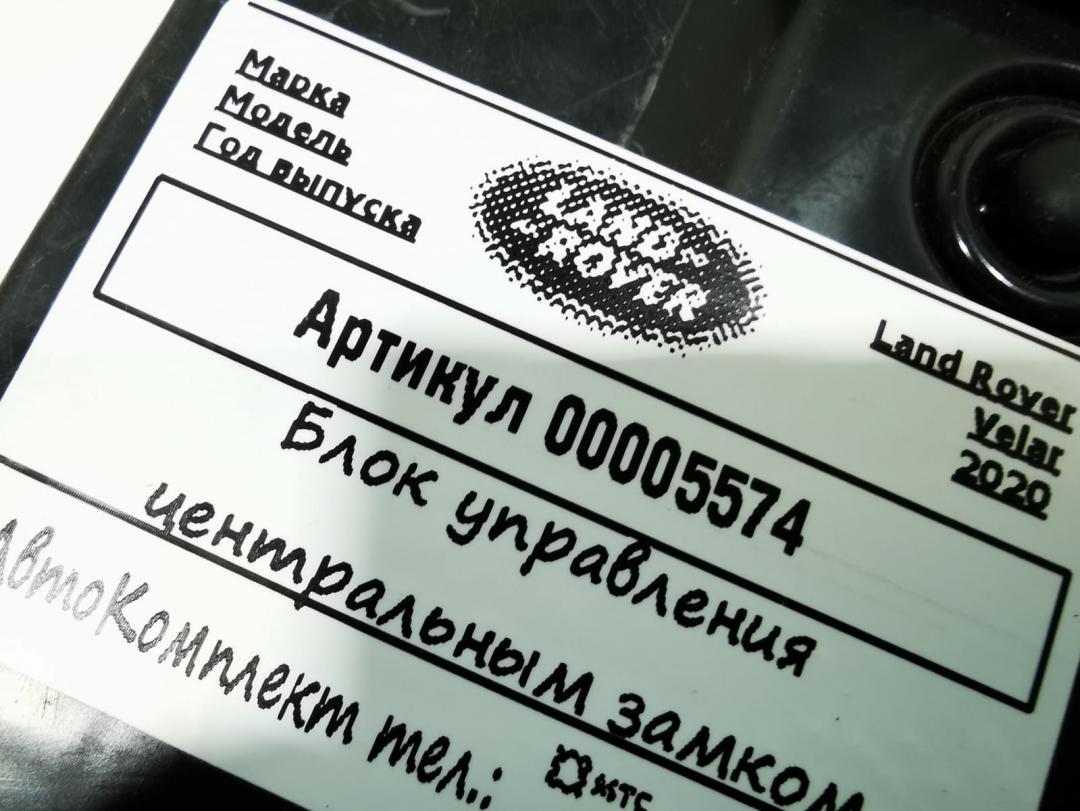 Марка
Модель
Год выпуска
LAND-
-ROVER
Land Rover
Velar
2020
Артикул 00005574
Блок управления
центральным замком
АвтоКомплект тел.: